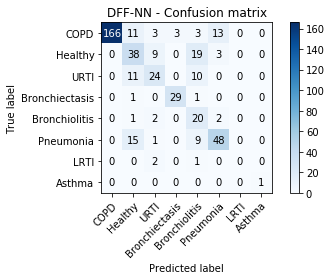 DFF-NN - Confusion matrix
True label
COPD 166 11 3 3 3 13 0 0
Healthy 0 38 9 0 19 3 0 0
URTI 0 11 24 0 10 0 0 0
Bronchiectasis 0 1 0 29 1 0 0 0
Bronchiolitis 0 1 2 0 20 2 0 0
Pneumonia 0 15 1 0 9 48 0 0
LRTI 0 0 2 0 1 0 0 0
Asthma 0 0 0 0 0 0 0 1
COPD Healthy URTI Bronchiectasis Bronchiolitis Pneumonia LRTI Asthma
Predicted label
160
140
120
100
80
60
40
20
0